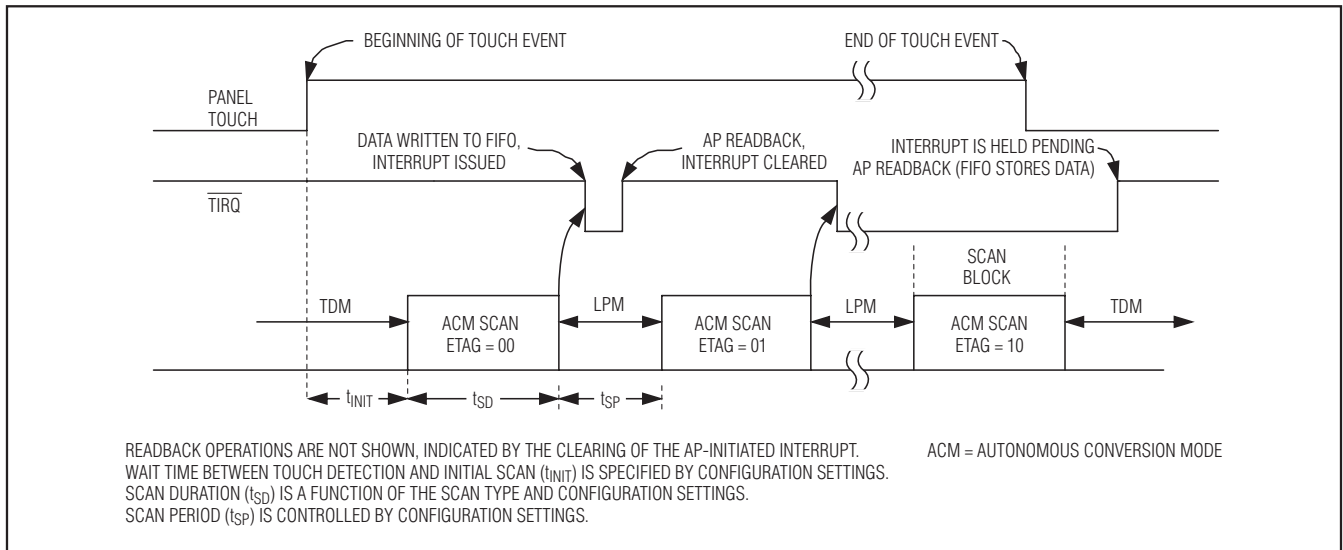 BEGINNING OF TOUCH EVENT
END OF TOUCH EVENT
PANEL
TOUCH
DATA WRITTEN TO FIFO,
INTERRUPT ISSUED
AP READBACK,
INTERRUPT CLEARED
INTERRUPT IS HELD PENDING
AP READBACK (FIFO STORES DATA)
TIRQ
SCAN
BLOCK
TDM
ACM SCAN
ETAG = 00
LPM
ACM SCAN
ETAG = 01
LPM
ACM SCAN
ETAG = 10
TDM
tINIT
tSD
tSP
READBACK OPERATIONS ARE NOT SHOWN, INDICATED BY THE CLEARING OF THE AP-INITIATED INTERRUPT.
ACM = AUTONOMOUS CONVERSION MODE
WAIT TIME BETWEEN TOUCH DETECTION AND INITIAL SCAN (tINIT) IS SPECIFIED BY CONFIGURATION SETTINGS.
SCAN DURATION (tSD) IS A FUNCTION OF THE SCAN TYPE AND CONFIGURATION SETTINGS.
SCAN PERIOD (tSP) IS CONTROLLED BY CONFIGURATION SETTINGS.